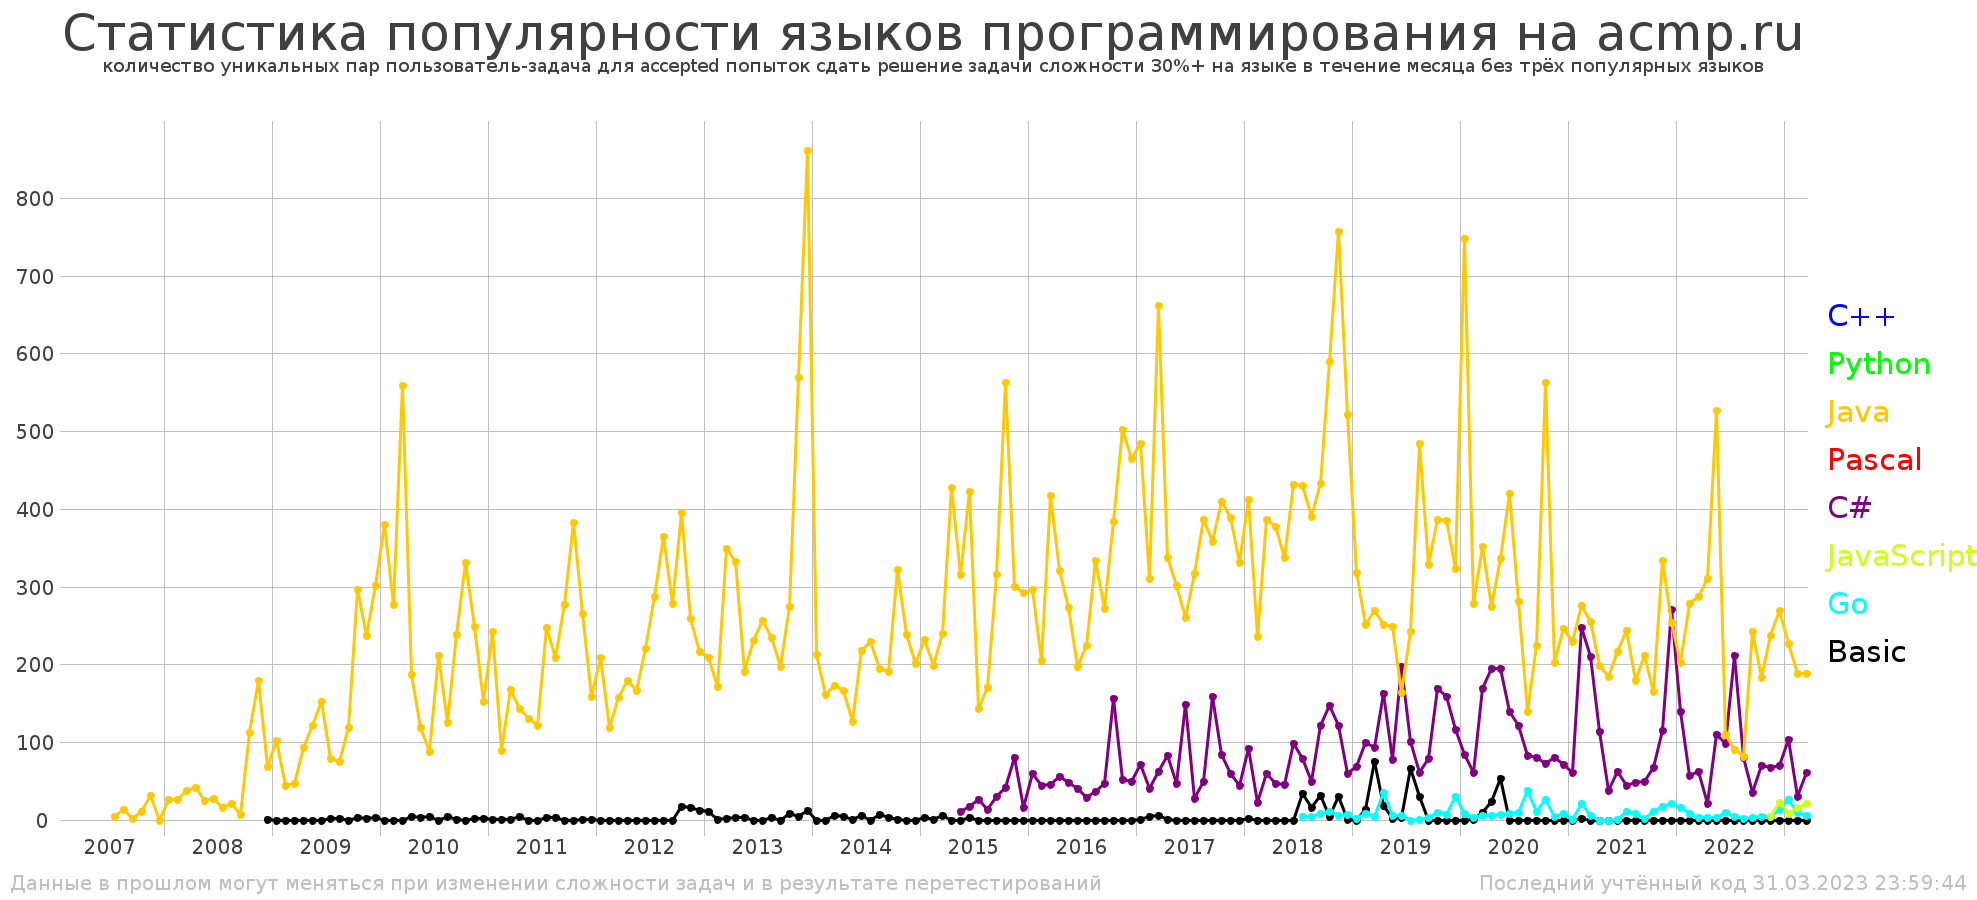 Статистика популярности языков программирования на acmp.ru
количество уникальных пар пользователь-задача для accepted попыток сдать решение задачи сложности 30%+ на языке в течение месяца без трёх популярных языков
800
700
600
500
400
300
200
100
0
C++
Python
Java
Pascal
C#
JavaScript
Go
Basic
2007 2008 2009 2010 2011 2012 2013 2014 2015 2016 2017 2018 2019 2020 2021 2022
Данные в прошлом могут меняться при изменении сложности задач и в результате перетестирований
Последний учтённый код 31.03.2023 23:59:44